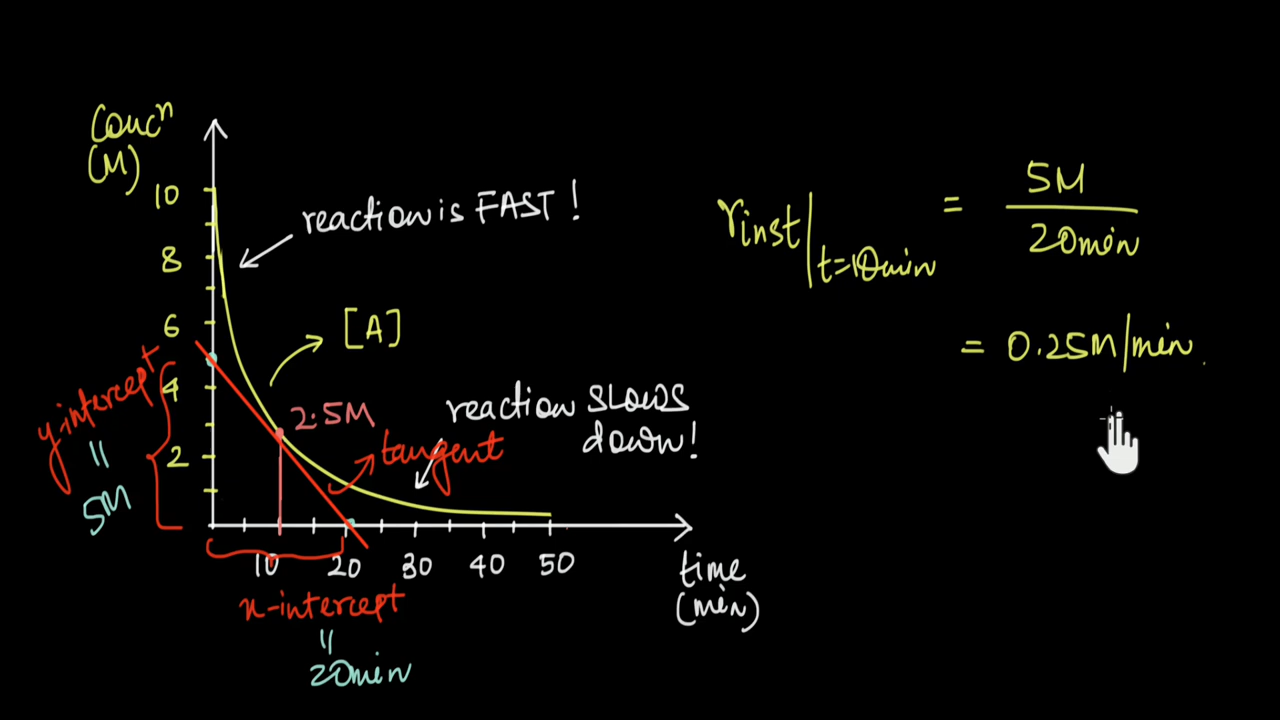 Concⁿ
(M)
10
8
6
4
2
reaction is FAST!
[A]
2.5M
reaction SLOWS
down!
tangent
y-intercept
=
5M
10 20 30 40 50
time
(min)
x-intercept
=
20min
rinst|t=10min = 5M
20min
= 0.25M/min.